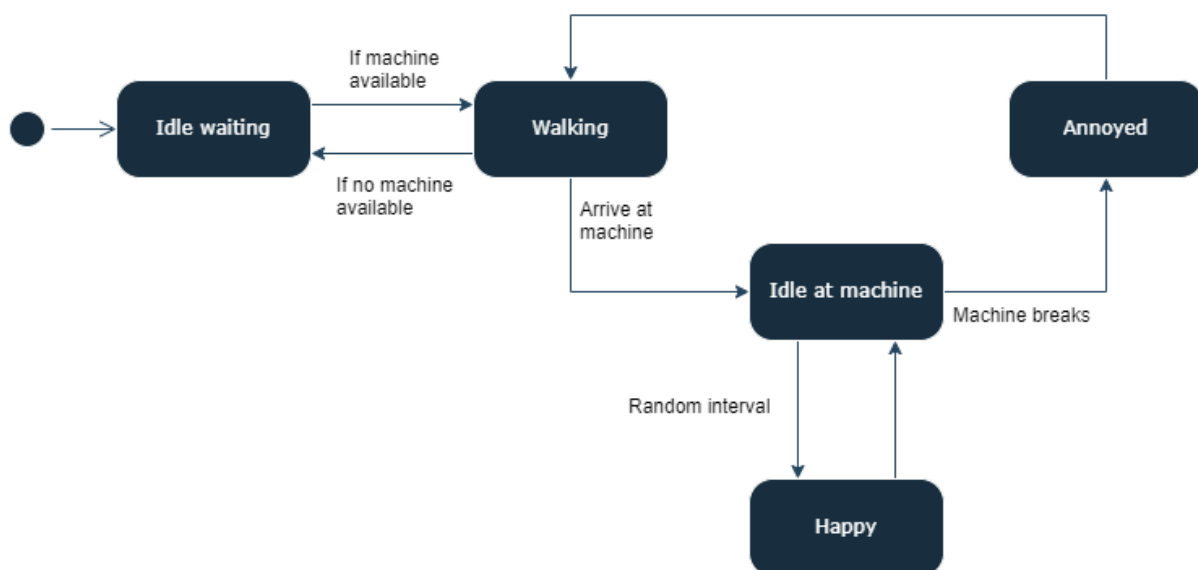 If machine
available
Idle waiting
Walking
Annoyed
If no machine
available
Arrive at
machine
Idle at machine
Machine breaks
Random interval
Happy